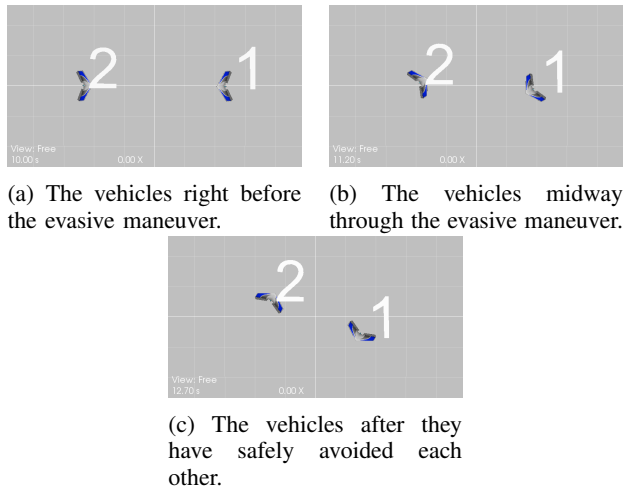 2 1
View: Free
10.00 s 0.00 X
2 1
View: Free
11.20 s 0.00 X
(a) The vehicles right before
the evasive maneuver.
(b) The vehicles midway
through the evasive maneuver.
2
1
View: Free
12.70 s 0.00 X
(c) The vehicles after they
have safely avoided each
other.